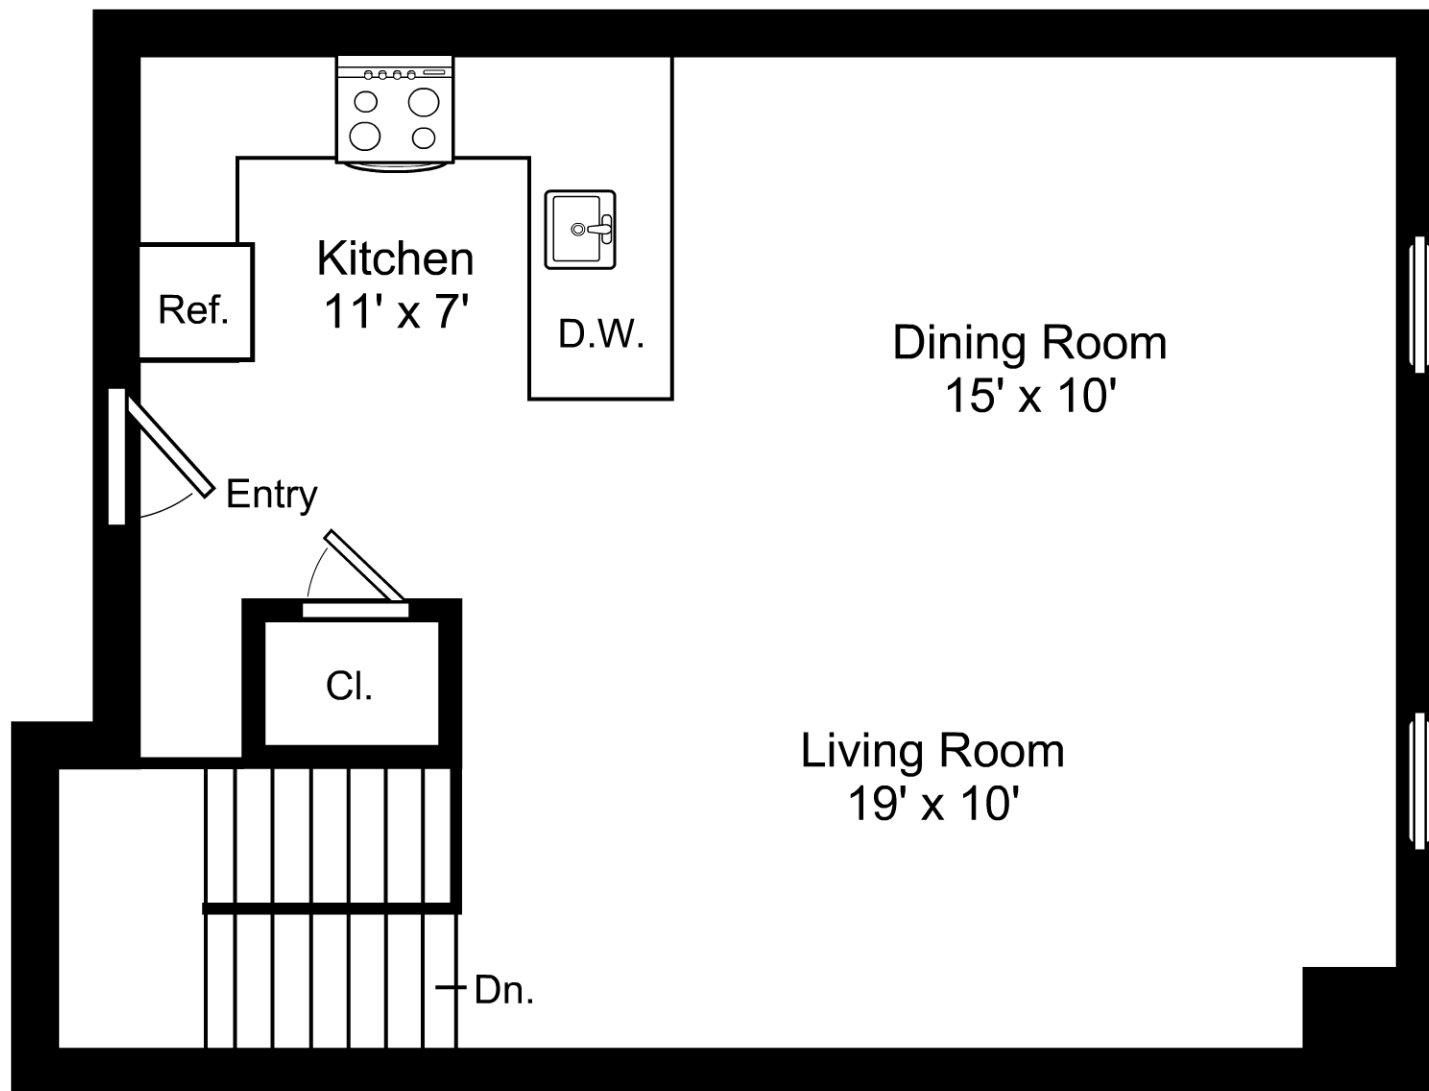 Kitchen
11' x 7'
Ref.
D.W.
Dining Room
15' x 10'
Entry
Cl.
Living Room
19' x 10'
Dn.